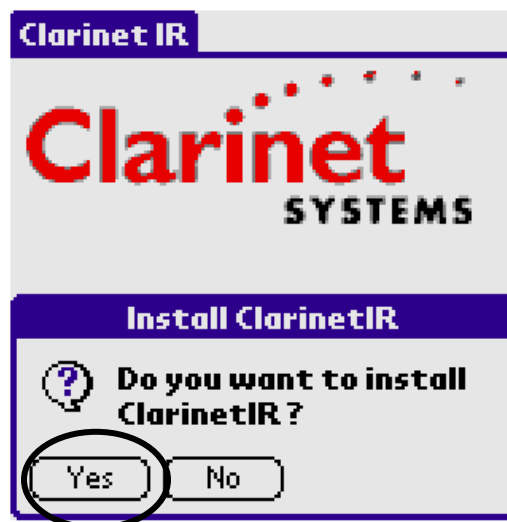 Clarinet IR
Clarinet
SYSTEMS
Install ClarinetIR
Do you want to install
ClarinetIR?
Yes No